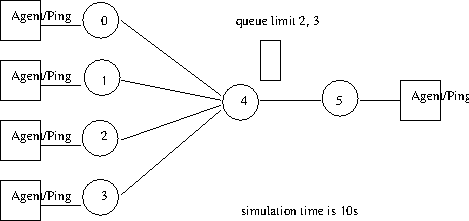 Agent/Ping
0
queue limit 2, 3
Agent/Ping
1
4
5
Agent/Ping
Agent/Ping
2
Agent/Ping
3
simulation time is 10s